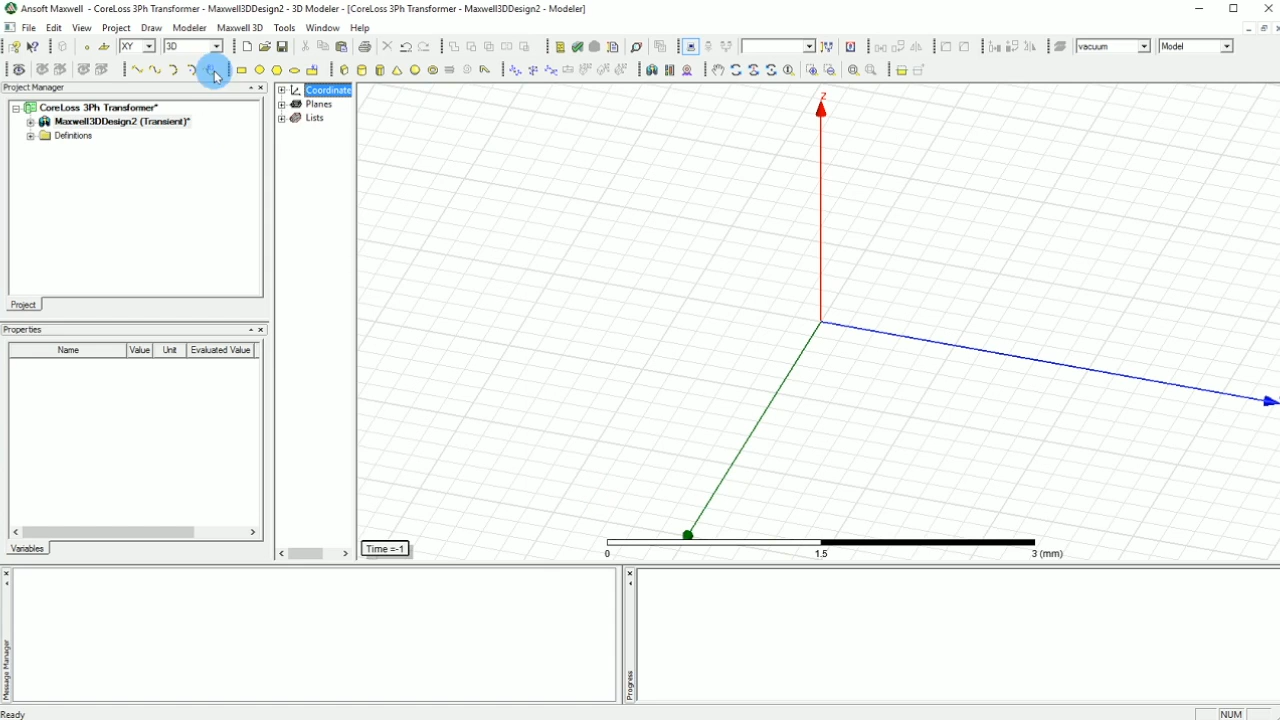 Ansoft Maxwell - CoreLoss 3Ph Transformer - Maxwell3DDesign2 - 3D Modeler - [CoreLoss 3Ph Transformer - Maxwell3DDesign2 - Modeler]
File Edit View Project Draw Modeler Maxwell 3D Tools Window Help
XY 3D vacuum Model
Project Manager
CoreLoss 3Ph Transformer*
Maxwell3DDesign2 (Transient)*
Definitions
Project
Properties
Name Value Unit Evaluated Value
Variables
Coordinate
Planes
Lists
Z
Time =-1
0 1.5 3 (mm)
Message Manager
Progress
Ready
NUM